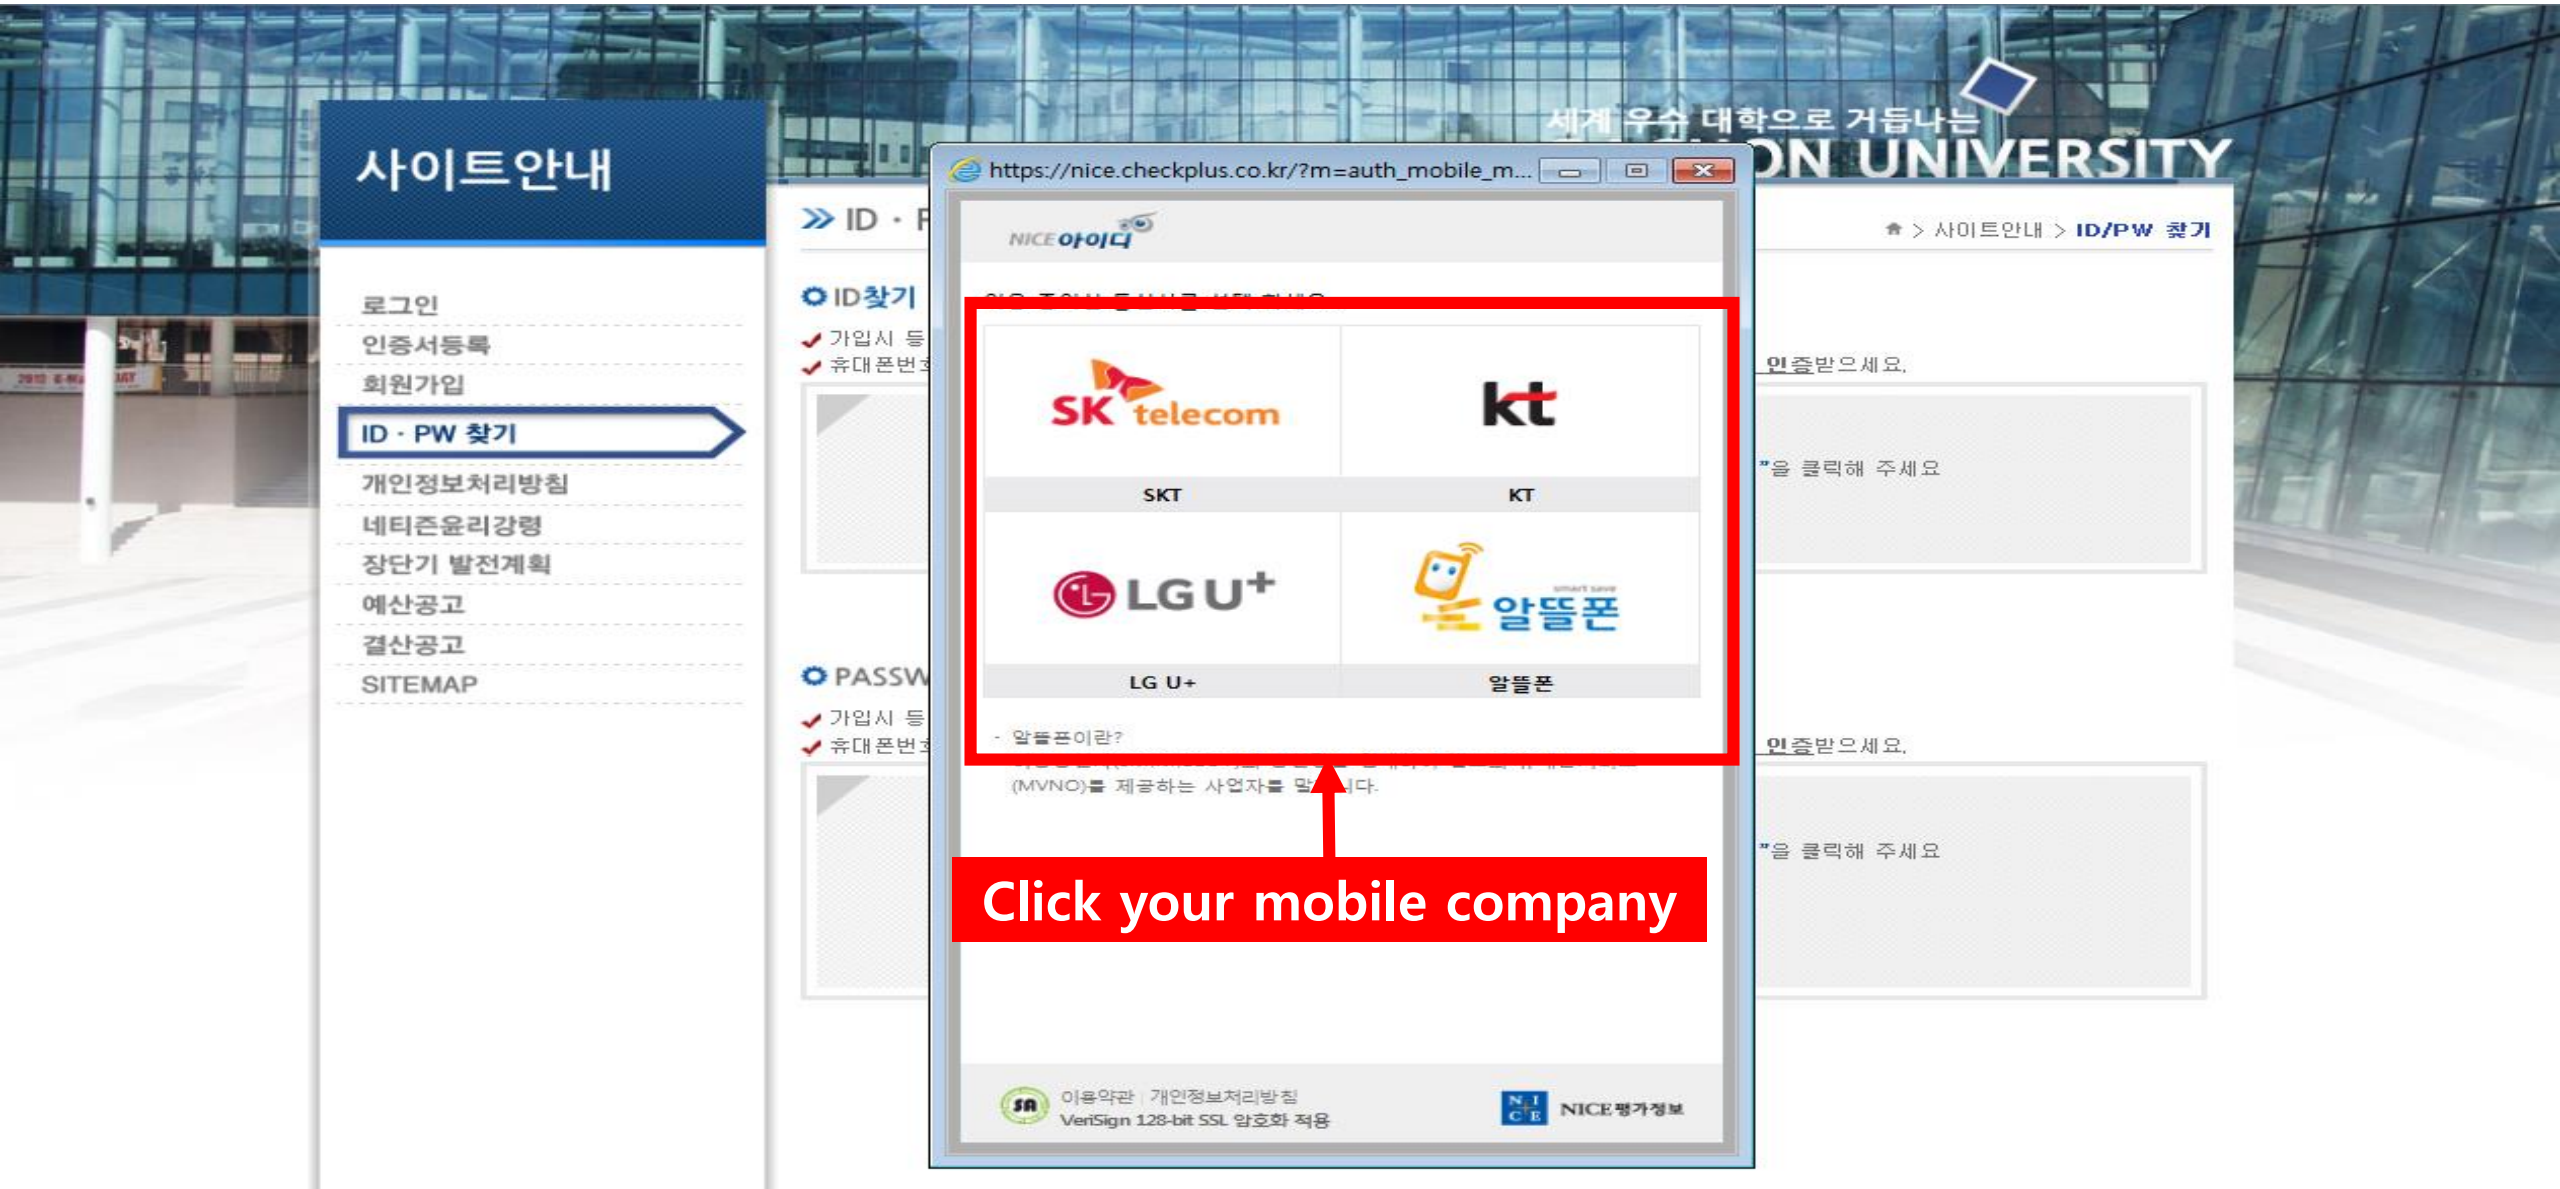 세계 우수 대학으로 거듭나는
UNIVERSITY
사이트안내
https://nice.checkplus.co.kr/?m=auth_mobile_m...
ID ·
> 사이트안내 > ID/PW 찾기
NICE 아이디
로그인
인증서등록
회원가입
ID · PW 찾기
개인정보처리방침
네티즌윤리강령
장단기 발전계획
예산공고
결산공고
SITEMAP
ID찾기
가입시 등
휴대폰번호
인증받으세요.
"을 클릭해 주세요
SK telecom
kt
SKT
KT
LG U+
smart save
알뜰폰
LG U+
알뜰폰
PASSW
가입시 등
휴대폰번호
인증받으세요.
"을 클릭해 주세요
- 알뜰폰이란?
(MVNO)를 제공하는 사업자를
Click your mobile company
SA
이용약관 | 개인정보처리방침
VeriSign 128-bit SSL 암호화 적용
NICE
NICE평가정보